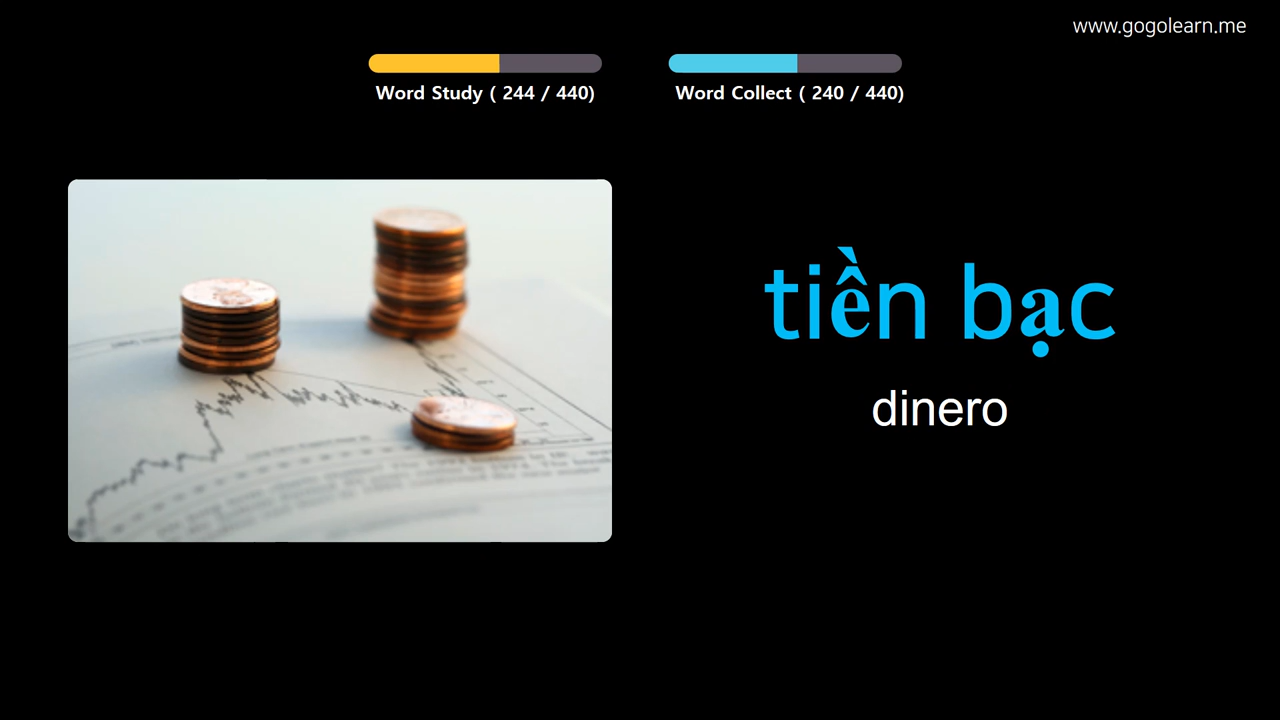 www.gogolearn.me
Word Study ( 244 / 440)
Word Collect ( 240 / 440)
tiền bạc
dinero